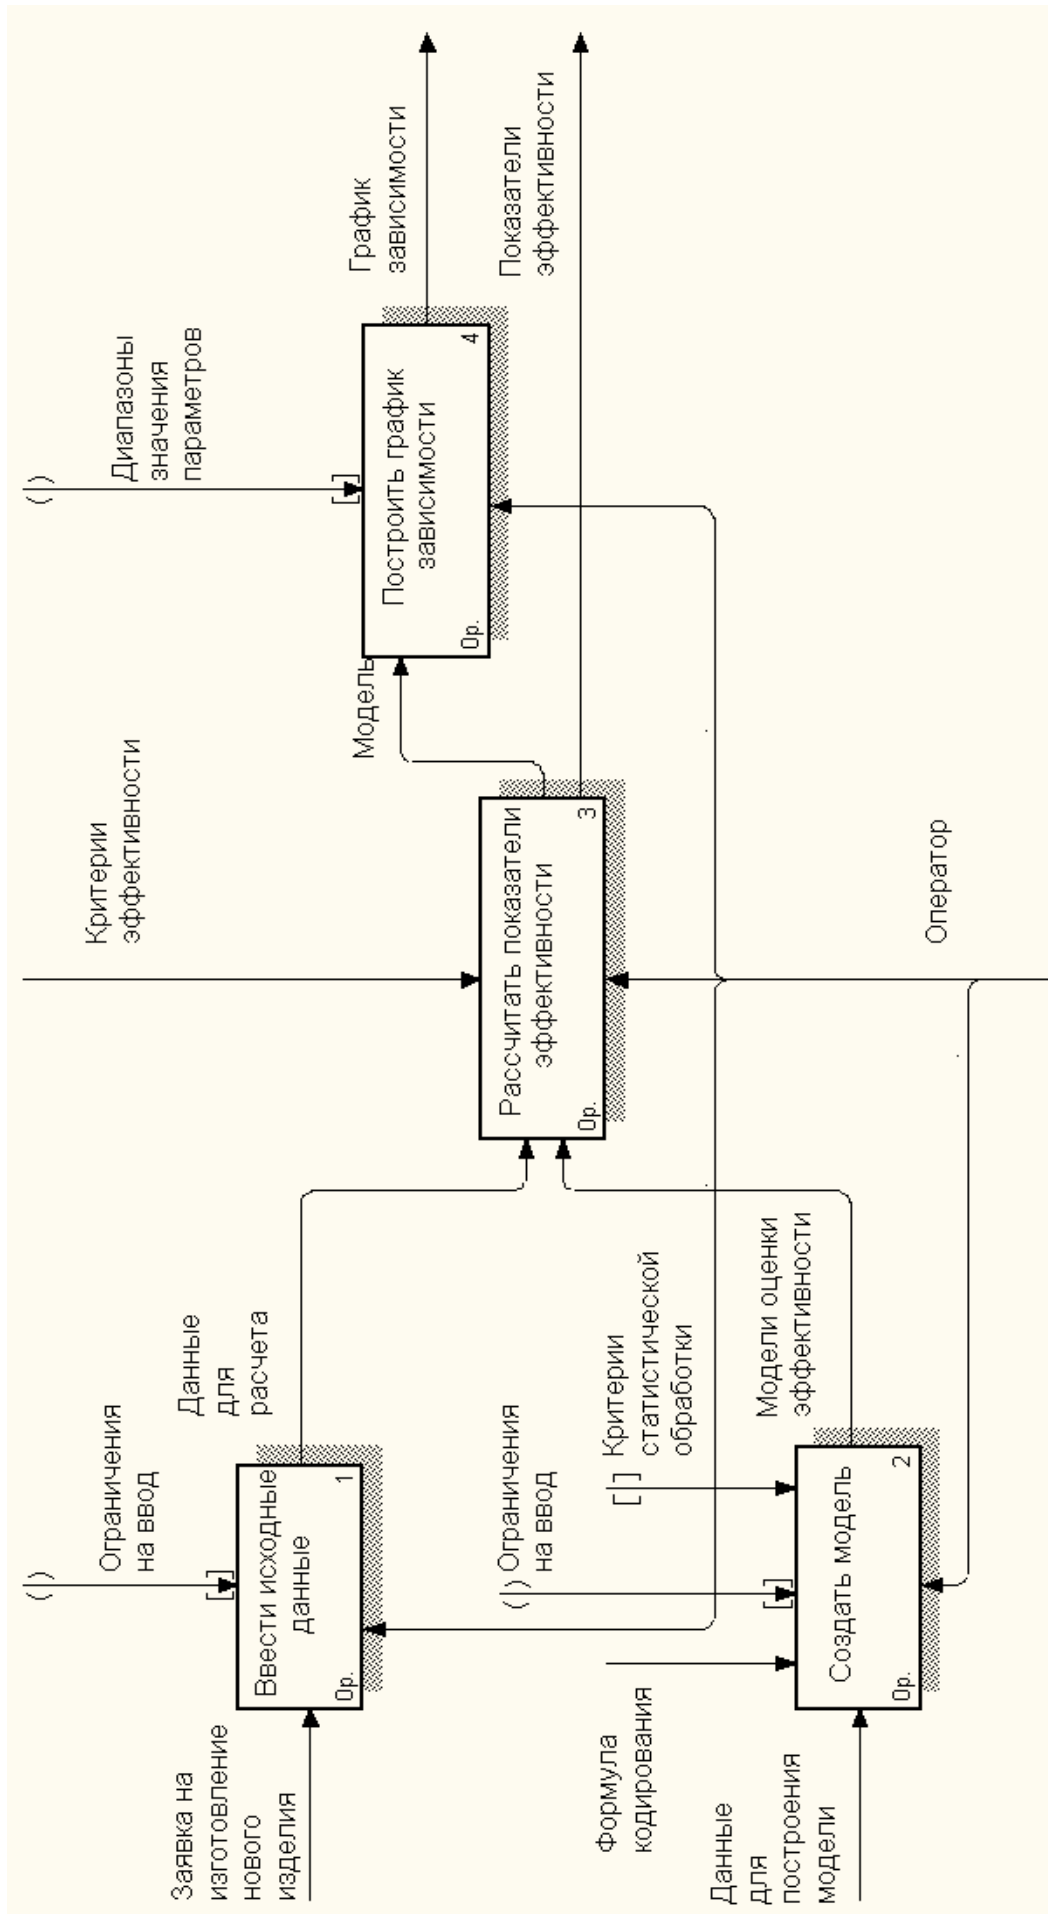 Заявка на
изготовление
нового
изделия
Ограничения
на ввод
( )
[ ]
Ввести исходные
данные
0р.
1
Данные
для
расчета
Данные
для
построения
модели
Формула
кодирования
( )
Ограничения
на ввод
[ ]
[ ]
Критерии
статистической
обработки
Создать модель
0р.
2
Модели оценки
эффективности
Критерии
эффективности
Рассчитать показатели
эффективности
0р.
3
Оператор
Модель
( )
Диапазоны
значения
параметров
[ ]
Построить график
зависимости
0р.
4
График
зависимости
Показатели
эффективности